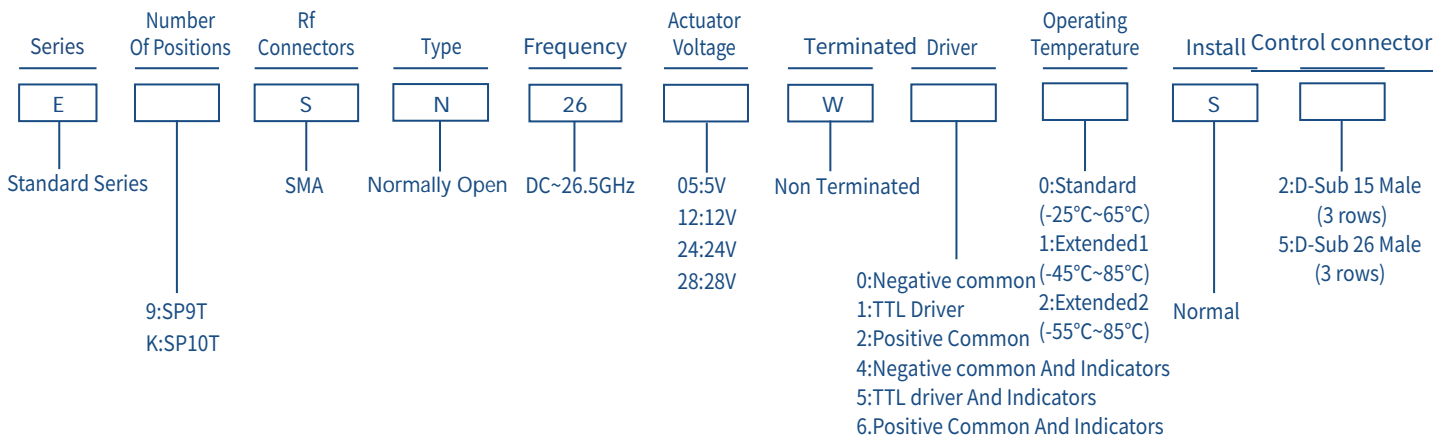 Series
Number
Of Positions
Rf
Connectors
Type
Frequency
Actuator
Voltage
Terminated
Driver
Operating
Temperature
Install
Control connector
E
S
N
26
W
S
Standard Series
9:SP9T
K:SP10T
SMA
Normally Open
DC~26.5GHz
05:5V
12:12V
24:24V
28:28V
Non Terminated
0:Negative common
1:TTL Driver
2:Positive Common
4:Negative common And Indicators
5:TTL driver And Indicators
6.Positive Common And Indicators
0:Standard
(-25°C~65°C)
1:Extended1
(-45°C~85°C)
2:Extended2
(-55°C~85°C)
Normal
2:D-Sub 15 Male
(3 rows)
5:D-Sub 26 Male
(3 rows)